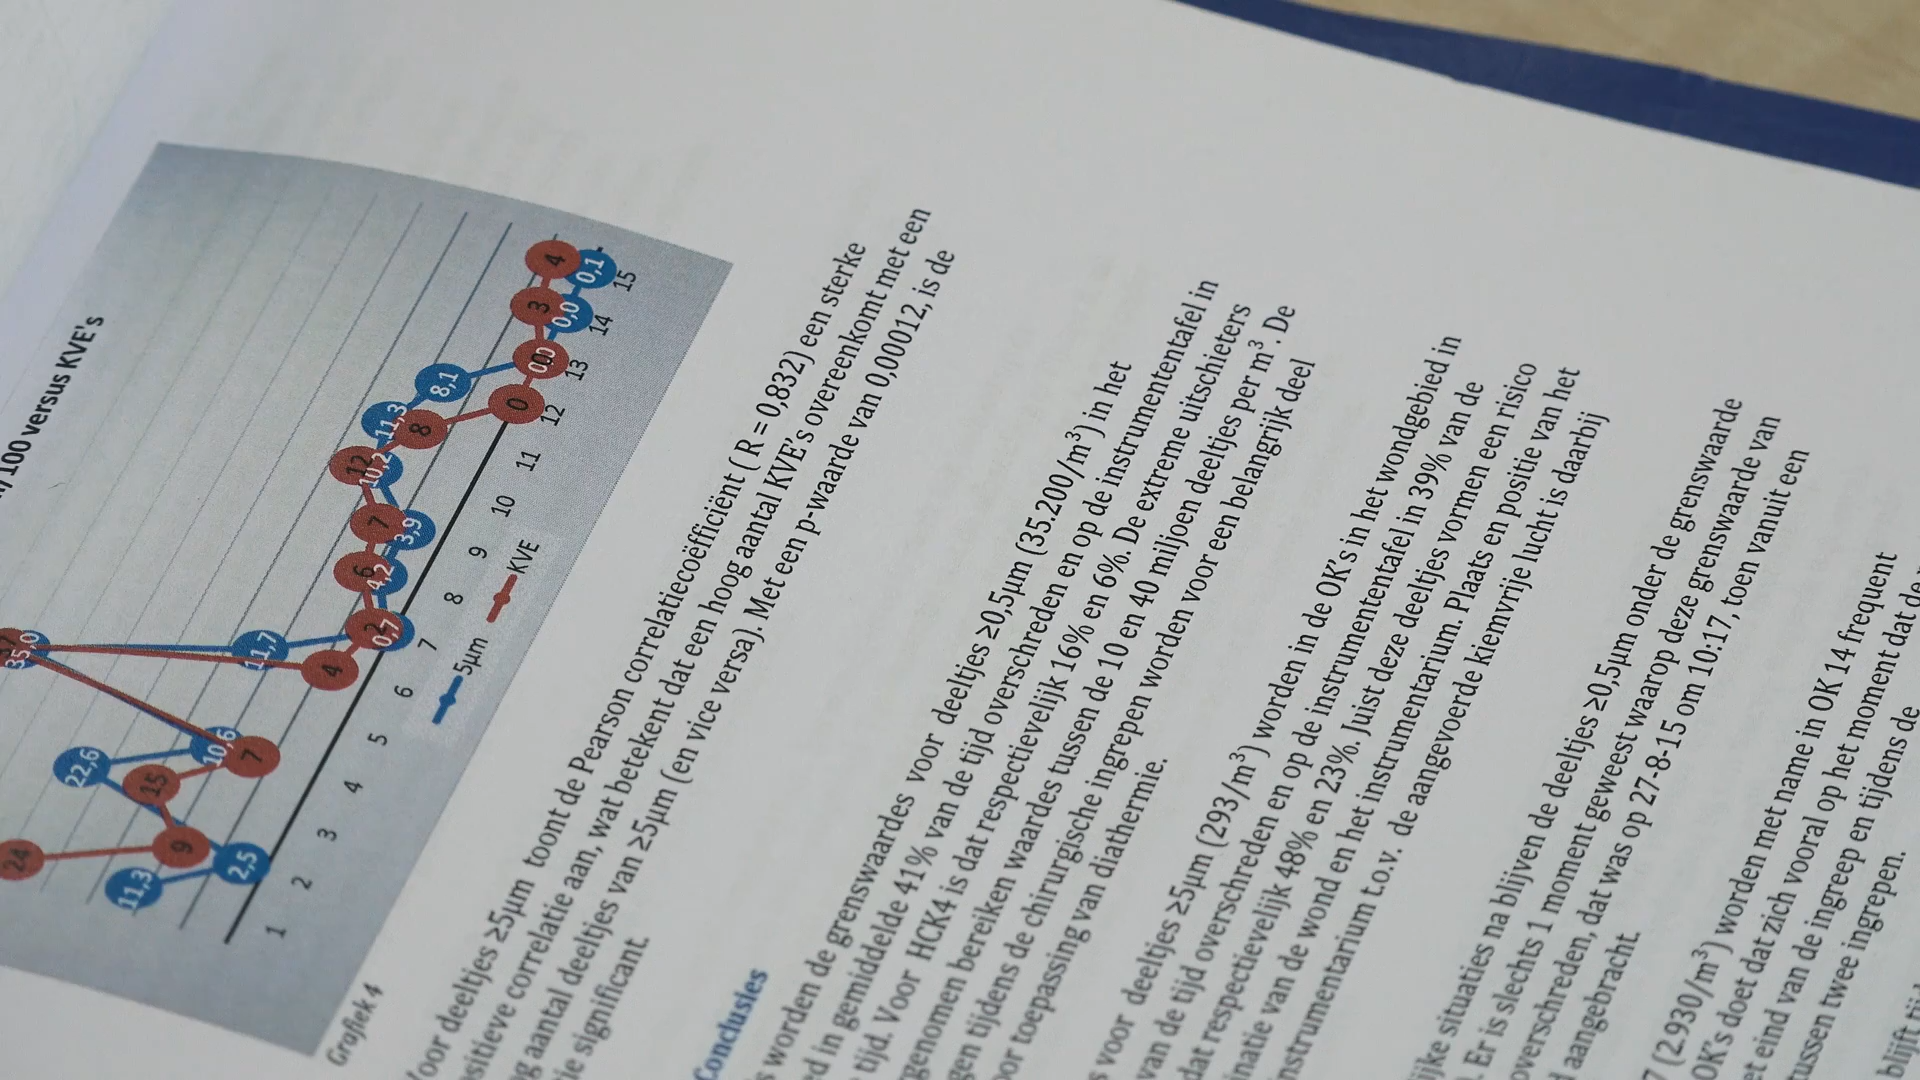 100 versus KVE's
24
9
15
7
4
2
6
7
12
8
0
3
4
11,3
2,5
22,6
10,6
35,0
11,7
0,7
4,2
3,9
10,2
11,3
8,1
0,0
0,1
1 2 3 4 5 6 7 8 9 10 11 12 13 14 15
5µm KVE
Grafiek 4
voor deeltjes ≥5µm toont de Pearson correlatiecoëfficiënt ( R = 0,832) een sterke
correlatie aan, wat betekent dat een hoog aantal KVE's overeenkomt met een
aantal deeltjes van ≥5µm (en vice versa). Met een p-waarde van 0,00012, is de
significant.
Conclusies
worden de grenswaardes voor deeltjes ≥0,5µm (35.200/m³) in het
in gemiddelde 41% van de tijd overschreden en op de instrumententafel in
tijd. Voor HCK4 is dat respectievelijk 16% en 6%. De extreme uitschieters
bereiken waardes tussen de 10 en 40 miljoen deeltjes per m³. De
tijdens de chirurgische ingrepen worden voor een belangrijk deel
toepassing van diathermie.
voor deeltjes ≥5µm (293/m³) worden in de OK's in het wondgebied in
van de tijd overschreden en op de instrumententafel in 39% van de
dat respectievelijk 48% en 23%. Juist deze deeltjes vormen een risico
van de wond en het instrumentarium. Plaats en positie van het
instrumentarium t.o.v. de aangevoerde kiemvrije lucht is daarbij
situaties na blijven de deeltjes ≥0,5µm onder de grenswaarde
Er is slechts 1 moment geweest waarop deze grenswaarde van
overschreden, dat was op 27-8-15 om 10:17, toen vanuit een
aangebracht.
(2.930/m³) worden met name in OK 14 frequent
OK's doet dat zich vooral op het moment dat de
eind van de ingreep en tijdens de
tussen twee ingrepen.
blijft